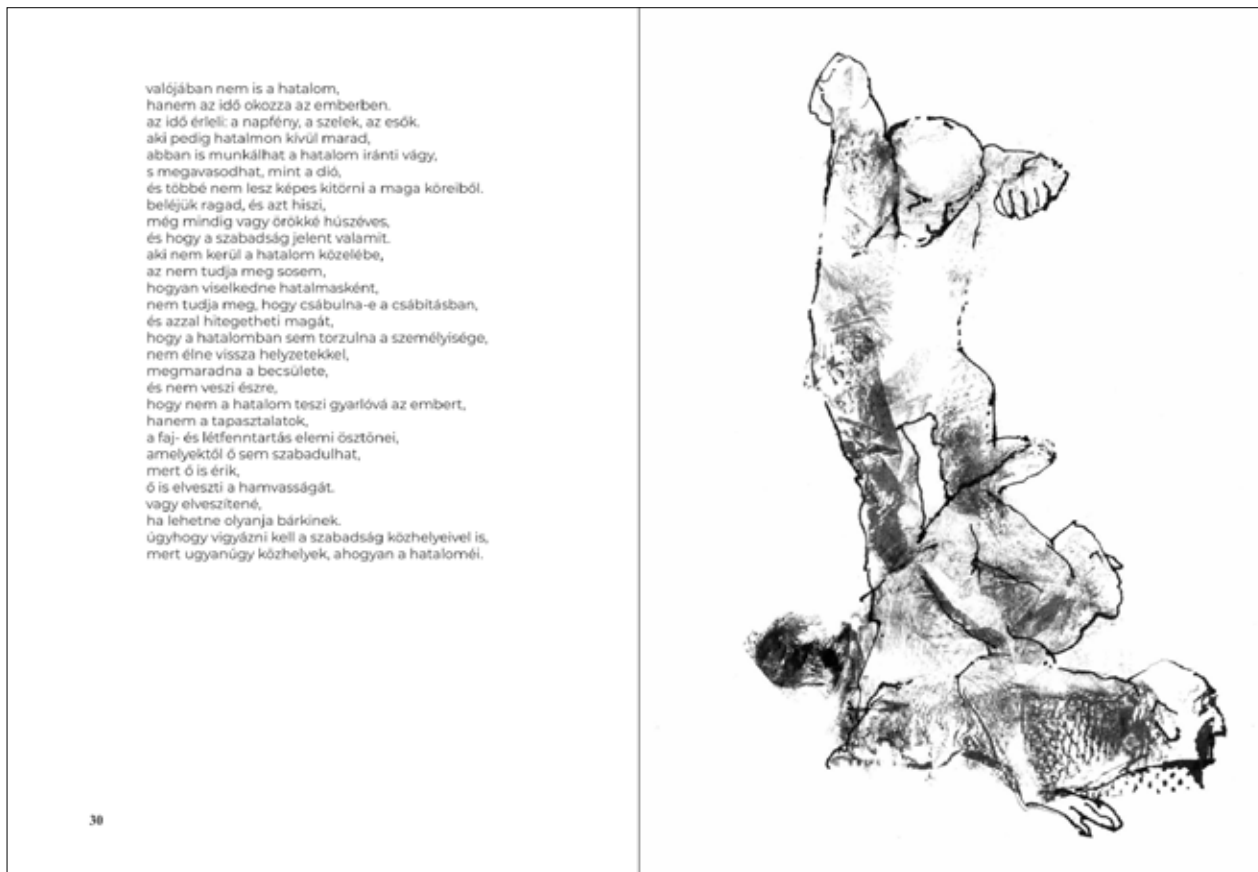 valójában nem is a hatalom,
hanem az idő okozza az emberben.
az idő érleli: a napfény, a szelek, az esők.
aki pedig hatalmon kívül marad,
abban is munkálhat a hatalom iránti vágy,
s megavasodhat, mint a dió,
és többé nem lesz képes kitörni a maga köreiből.
beléjük ragad, és azt hiszi,
még mindig vagy örökké húszéves,
és hogy a szabadság jelent valamit.
aki nem kerül a hatalom közelébe,
az nem tudja meg sosem,
hogyan viselkedne hatalmasként,
nem tudja meg, hogy csábulna-e a csábításban,
és azzal hitegetheti magát,
hogy a hatalomban sem torzulna a személyisége,
nem élne vissza helyzetekkel,
megmaradna a becsülete,
és nem veszi észre,
hogy nem a hatalom teszi gyarlóvá az embert,
hanem a tapasztalatok,
a faj- és létfenntartás elemi ösztönei,
amelyektől ő sem szabadulhat,
mert ő is érik,
ő is elveszti a hamvasságát.
vagy elveszítené,
ha lehetne olyanja bárkinek.
úgyhogy vigyázni kell a szabadság közhelyeivel is,
mert ugyanúgy közhelyek, ahogyan a hataloméi.
30